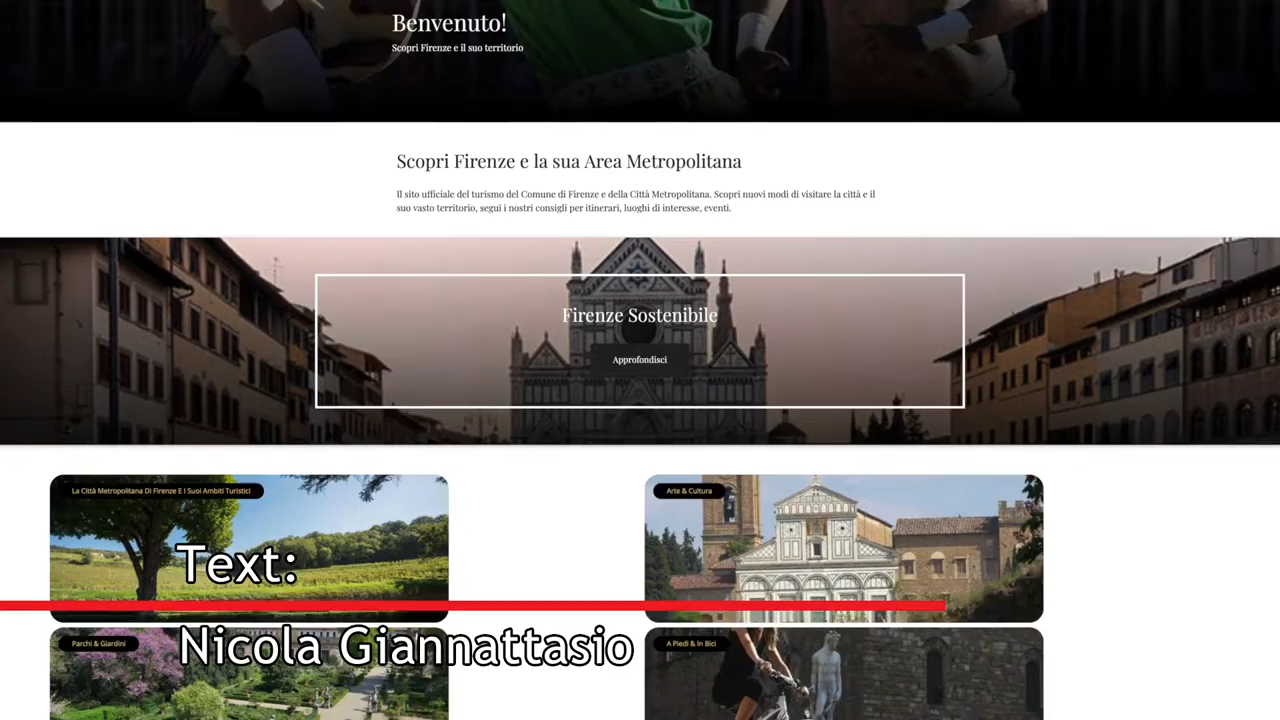 Benvenuto!
Scopri Firenze e il suo territorio
Scopri Firenze e la sua Area Metropolitana
Il sito ufficiale del turismo del Comune di Firenze e della Città Metropolitana. Scopri nuovi modi di visitare la città e il
suo vasto territorio, segui i nostri consigli per itinerari, luoghi di interesse, eventi.
Firenze Sostenibile
Approfondisci
La Città Metropolitana Di Firenze E I Suoi Ambiti Turistici
Arte & Cultura
Text:
Parchi & Giardini
Nicola Giannattasio
A Piedi & In Bici